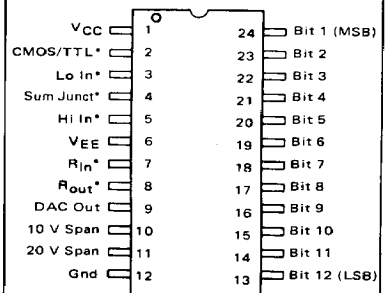 VCC 1 24 Bit 1 (MSB)
CMOS/TTL* 2 23 Bit 2
Lo In* 3 22 Bit 3
Sum Junct* 4 21 Bit 4
Hi In* 5 20 Bit 5
VEE 6 19 Bit 6
Rin* 7 18 Bit 7
Rout* 8 17 Bit 8
DAC Out 9 16 Bit 9
10 V Span 10 15 Bit 10
20 V Span 11 14 Bit 11
Gnd 12 13 Bit 12 (LSB)